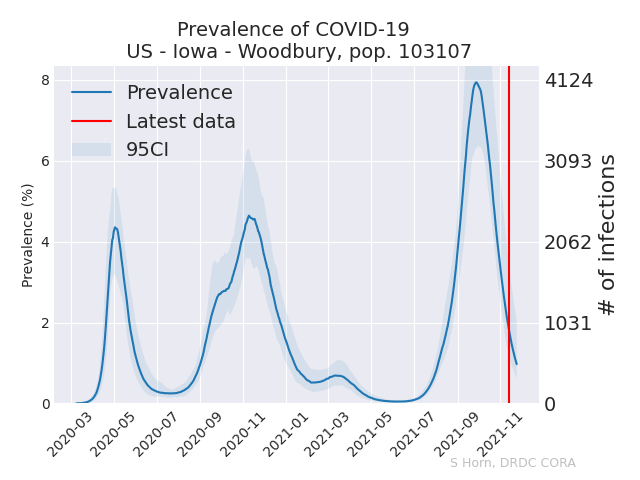 Prevalence of COVID-19
US - Iowa - Woodbury, pop. 103107
Prevalence
Latest data
95CI
Prevalence (%)
8
6
4
2
0
4124
3093
2062
1031
0
# of infections
2020-03
2020-05
2020-07
2020-09
2020-11
2021-01
2021-03
2021-05
2021-07
2021-09
2021-11
S Horn, DRDC CORA